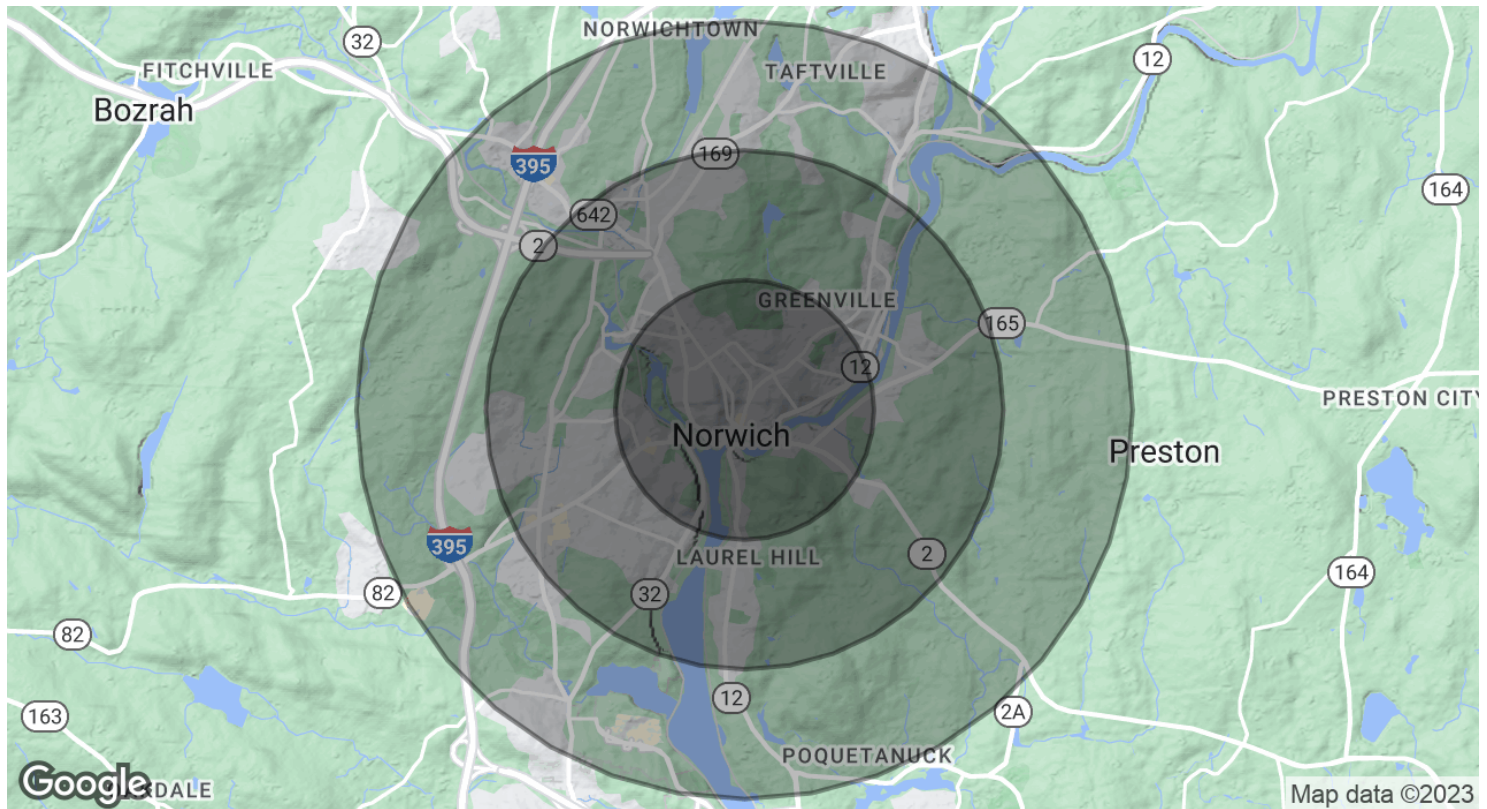 NORWICHTOWN
32
12
FITCHVILLE
TAFTVILLE
Bozrah
169
395
164
642
2
GREENVILLE
165
12
PRESTON CITY
Norwich
Preston
395
LAUREL HILL
2
164
82
32
82
12
163
2A
POQUETANUCK
Google
DALE
Map data ©2023